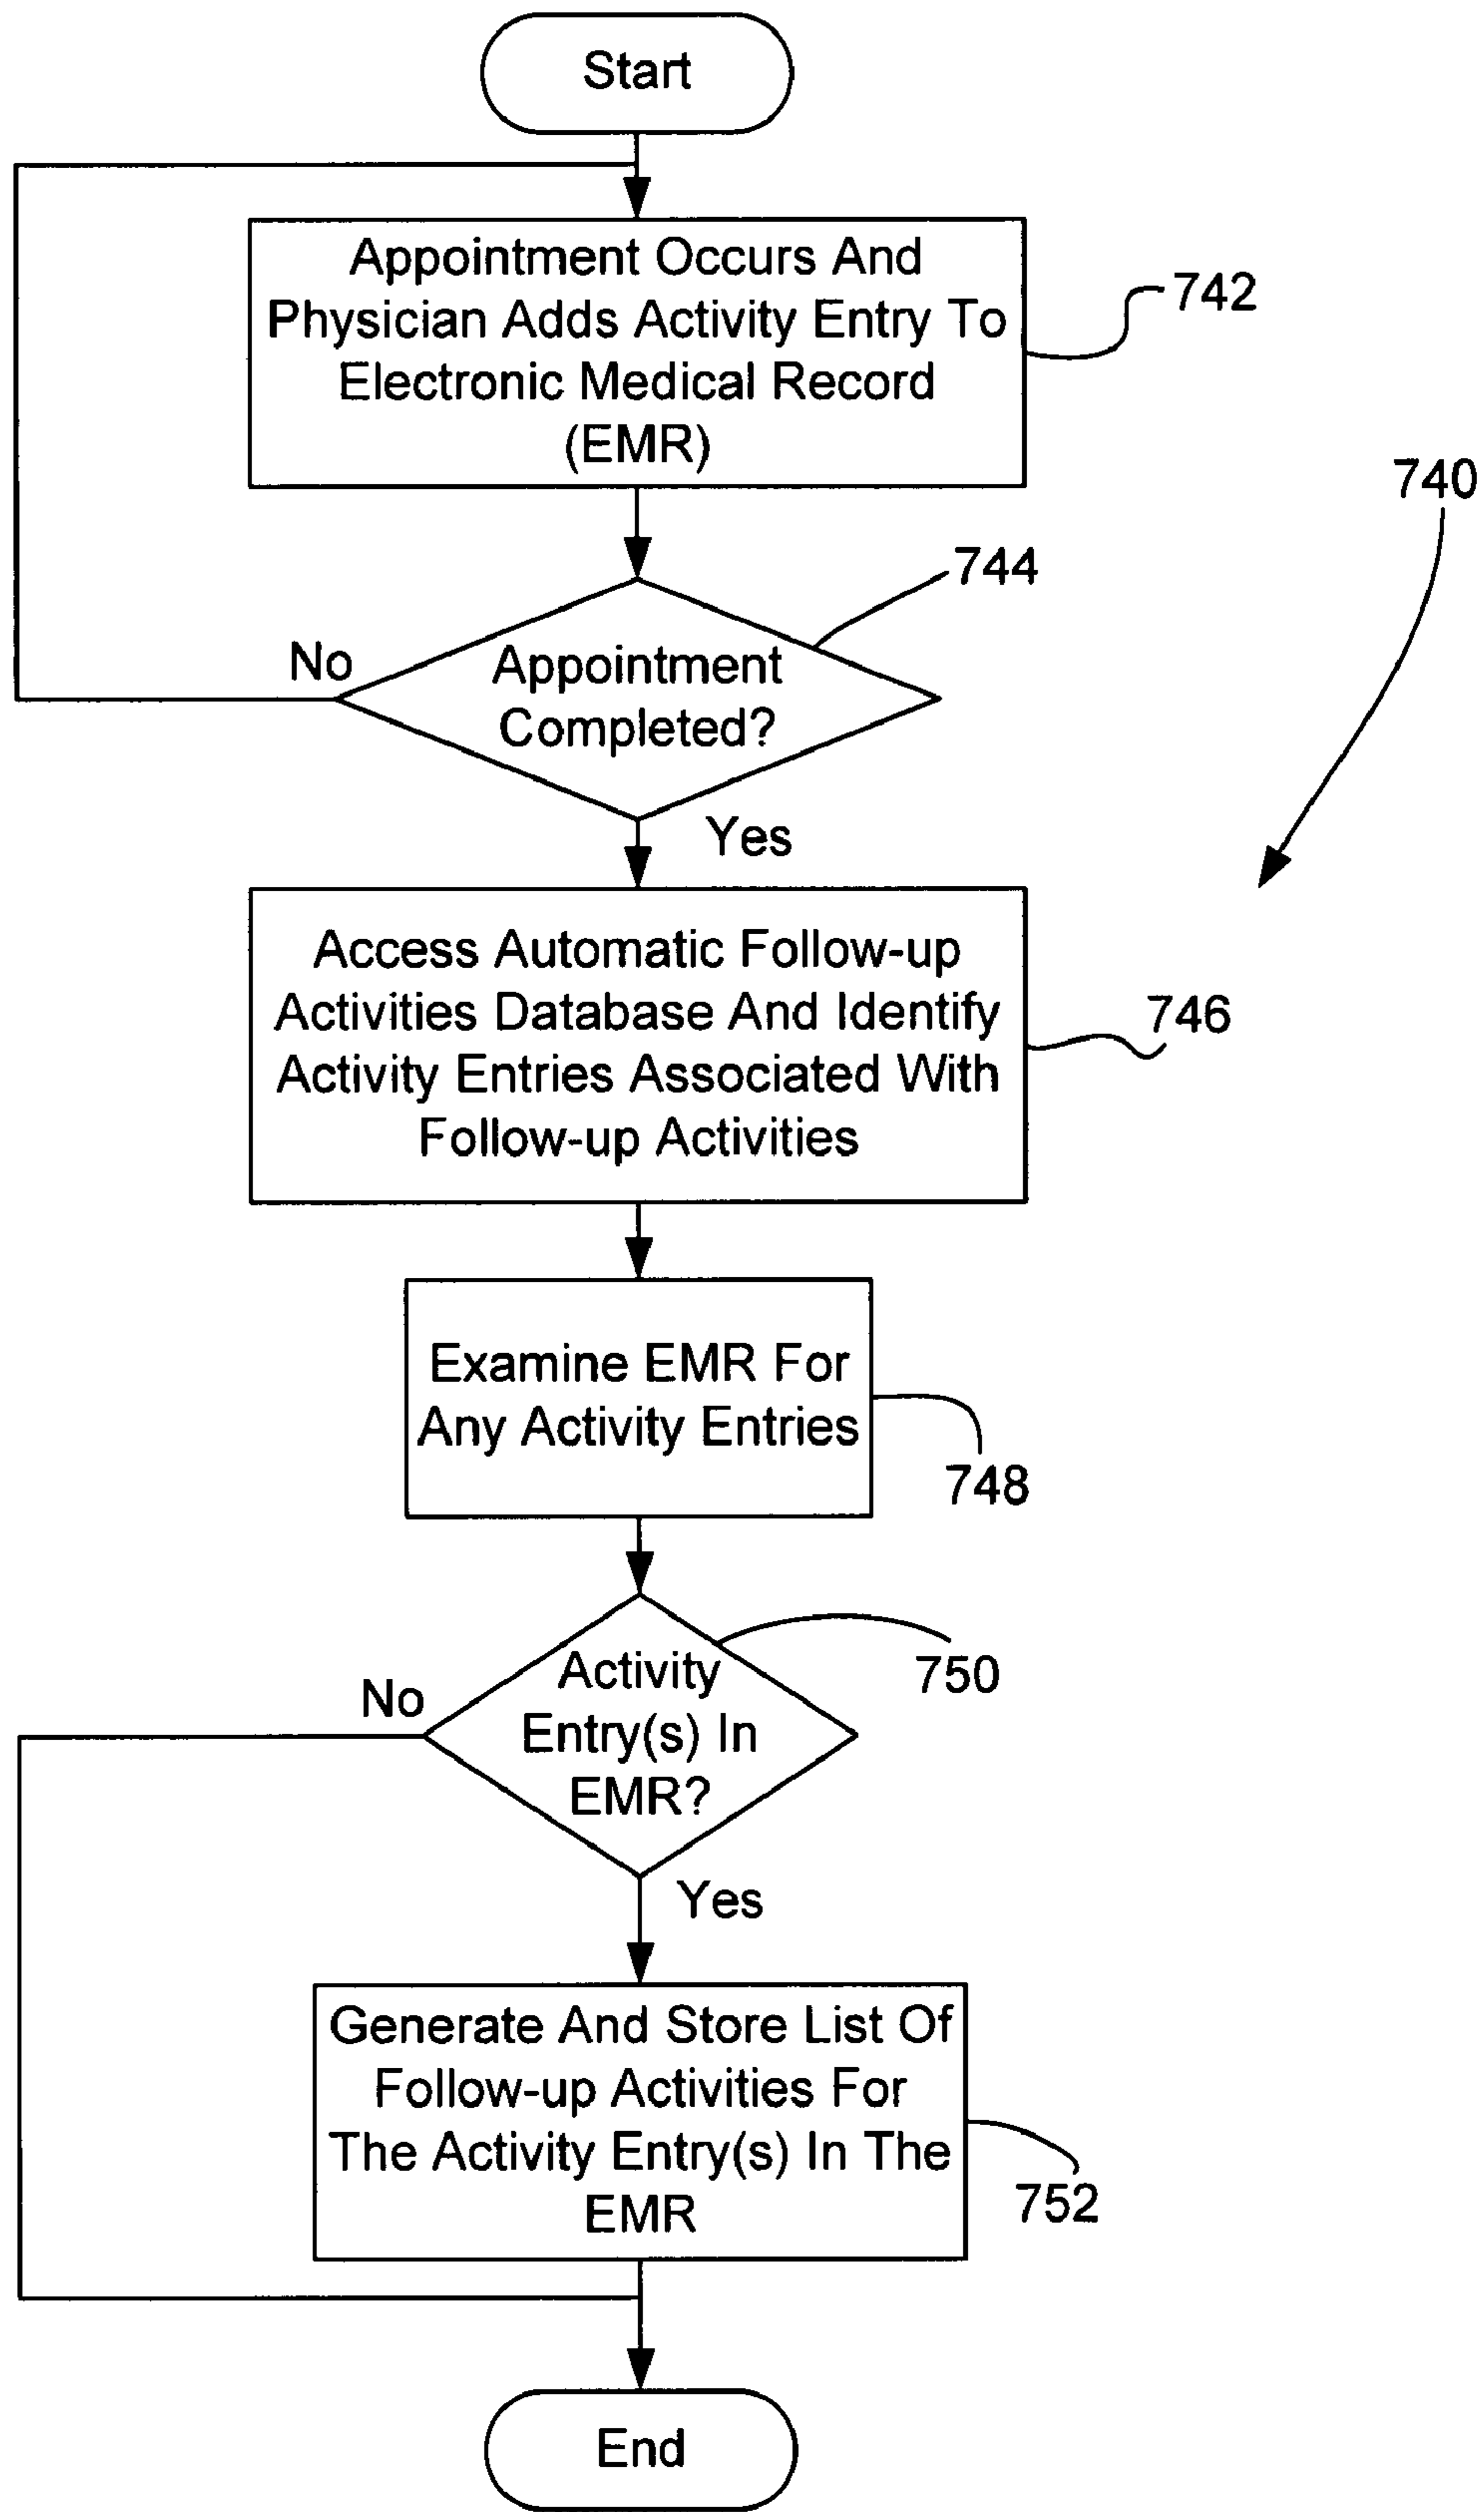 Start
Appointment Occurs And
Physician Adds Activity Entry To
Electronic Medical Record
(EMR)
742
740
744
No
Appointment
Completed?
Yes
Access Automatic Follow-up
Activities Database And Identify
Activity Entries Associated With
Follow-up Activities
746
Examine EMR For
Any Activity Entries
748
750
No
Activity
Entry(s) In
EMR?
Yes
Generate And Store List Of
Follow-up Activities For
The Activity Entry(s) In The
EMR
752
End